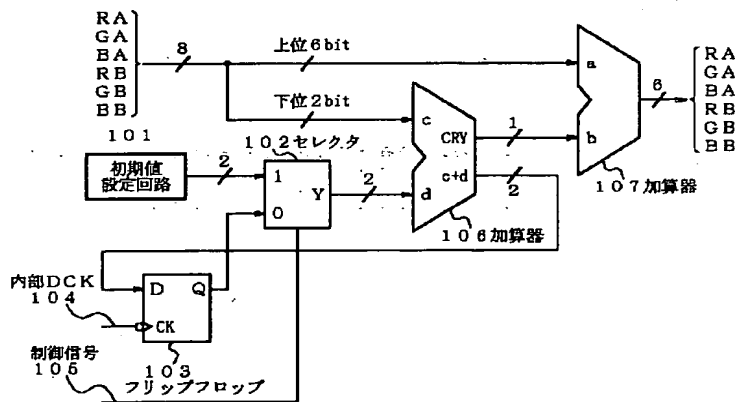 RA
GA
BA
RB
GB
BB
101
8
上位6bit
下位2bit
102セレクタ
初期値
設定回路
2
1
0
Y
2
c
d
CRY
c+d
1
2
106加算器
a
b
6
107加算器
RA
GA
BA
RB
GB
BB
内部DCK
104
D
Q
CK
103
フリップフロップ
制御信号
105